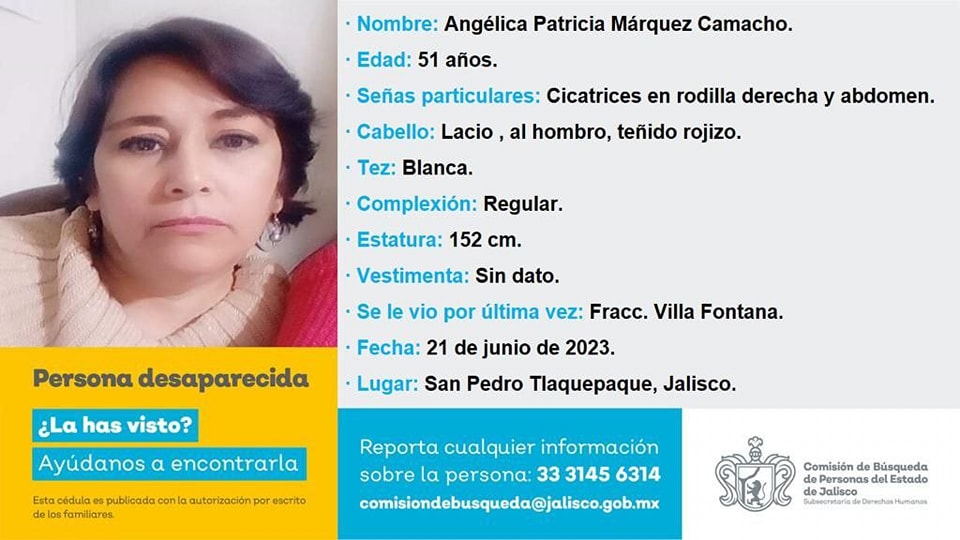 · Nombre: Angélica Patricia Márquez Camacho.
· Edad: 51 años.
· Señas particulares: Cicatrices en rodilla derecha y abdomen.
· Cabello: Lacio , al hombro, teñido rojizo.
· Tez: Blanca.
· Complexión: Regular.
· Estatura: 152 cm.
· Vestimenta: Sin dato.
· Se le vio por última vez: Fracc. Villa Fontana.
· Fecha: 21 de junio de 2023.
· Lugar: San Pedro Tlaquepaque, Jalisco.
Persona desaparecida
¿La has visto?
Ayúdanos a encontrarla
Esta cédula es publicada con la autorización por escrito
de los familiares.
Reporta cualquier información
sobre la persona: 33 3145 6314
comisiondebusqueda@jalisco.gob.mx
Comisión de Búsqueda
de Personas del Estado
de Jalisco
Subsecretaría de Derechos Humanos